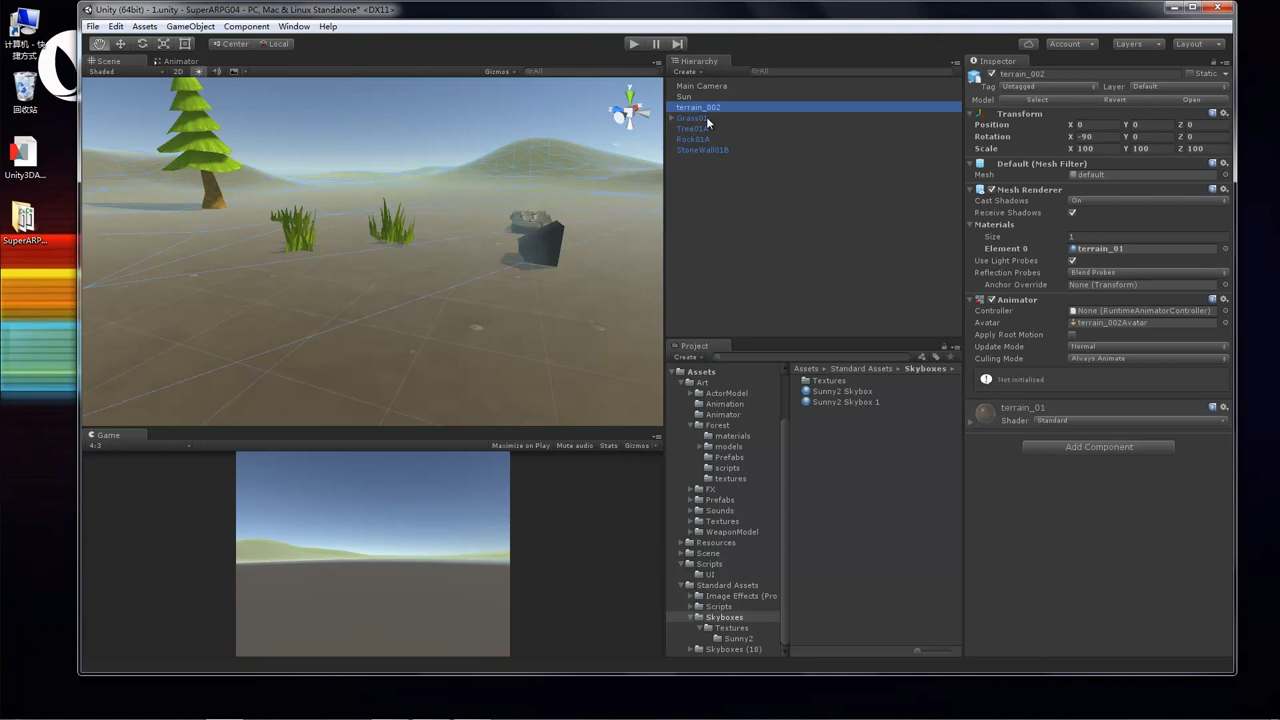 计算机 - 快
捷方式
回收站
Unity3DA...
SuperARP...
Unity (64bit) - 1.unity - SuperARPG04 - PC, Mac & Linux Standalone* <DX11>
File Edit Assets GameObject Component Window Help
Center Local Account Layers Layout
Scene Animator
Shaded 2D Gizmos All
Hierarchy
Create All
Main Camera
Sun
terrain_002
Grass01
Tree01A
Rock01A
StoneWall01B
Game
4:3 Maximize on Play Mute audio Stats Gizmos
Project
Create
Assets
Art
ActorModel
Animation
Animator
Forest
materials
models
Prefabs
scripts
textures
FX
Prefabs
Sounds
Textures
WeaponModel
Resources
Scene
Scripts
UI
Standard Assets
Image Effects (Pro
Scripts
Skyboxes
Textures
Sunny2
Skyboxes (18)
Assets Standard Assets Skyboxes
Textures
Sunny2 Skybox
Sunny2 Skybox 1
Inspector
terrain_002 Static
Tag Untagged Layer Default
Model Select Revert Open
Transform
Position X 0 Y 0 Z 0
Rotation X -90 Y 0 Z 0
Scale X 100 Y 100 Z 100
Default (Mesh Filter)
Mesh default
Mesh Renderer
Cast Shadows On
Receive Shadows
Materials
Size 1
Element 0 terrain_01
Use Light Probes
Reflection Probes Blend Probes
Anchor Override None (Transform)
Animator
Controller None (RuntimeAnimatorController)
Avatar terrain_002Avatar
Apply Root Motion
Update Mode Normal
Culling Mode Always Animate
Not initialized
terrain_01
Shader Standard
Add Component